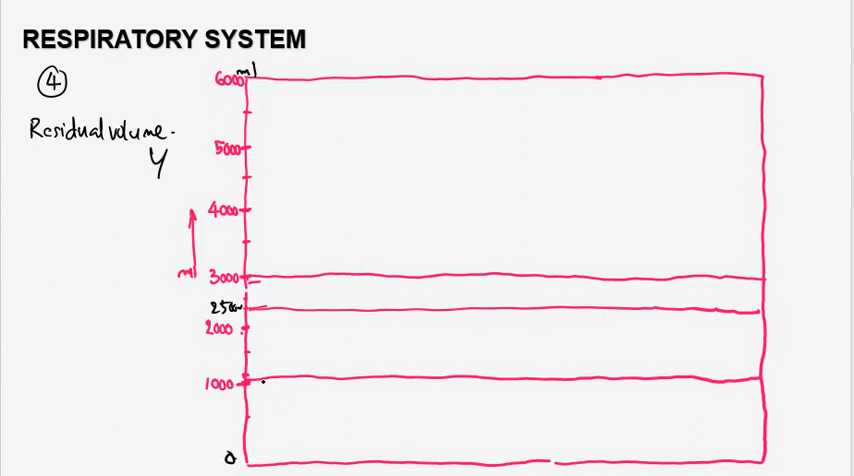 RESPIRATORY SYSTEM
④
Residual volume.
Y
ml
6000
5000
4000
ml
3000
2500
2000
1000
0